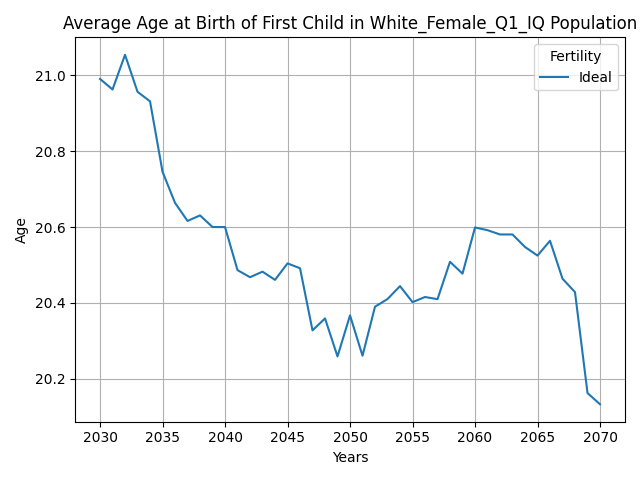 Average Age at Birth of First Child in White_Female_Q1_IQ Population
Fertility
Ideal
21.0
20.8
20.6
20.4
20.2
Age
2030 2035 2040 2045 2050 2055 2060 2065 2070
Years